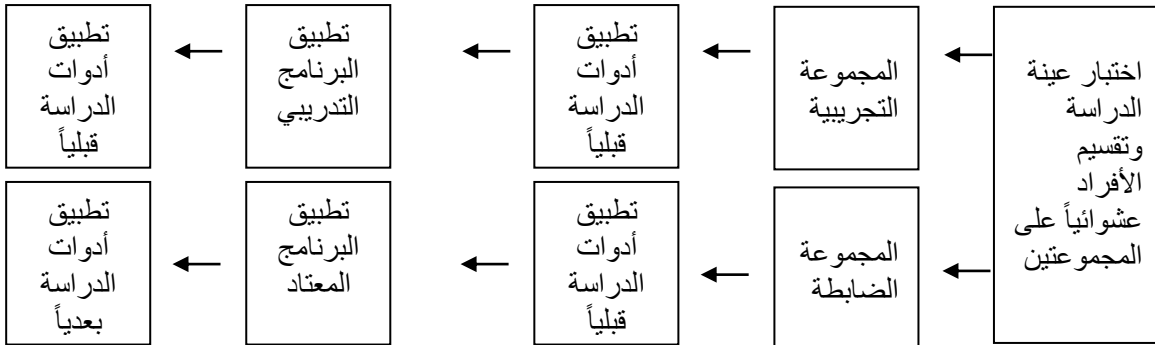 اختبار عينة
الدراسة
وتقسيم
الأفراد
عشوائياً على
المجموعتين
المجموعة
التجريبية
تطبيق
أدوات
الدراسة
قبلياً
تطبيق
البرنامج
التدريبي
تطبيق
أدوات
الدراسة
قبلياً
المجموعة
الضابطة
تطبيق
أدوات
الدراسة
قبلياً
تطبيق
البرنامج
المعتاد
تطبيق
أدوات
الدراسة
بعدياً